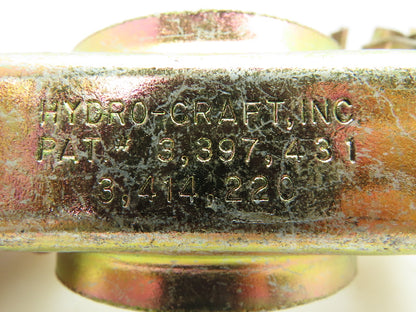 HYDRO-CRAFT, INC
PAT. # 3,397,431
3,414,220